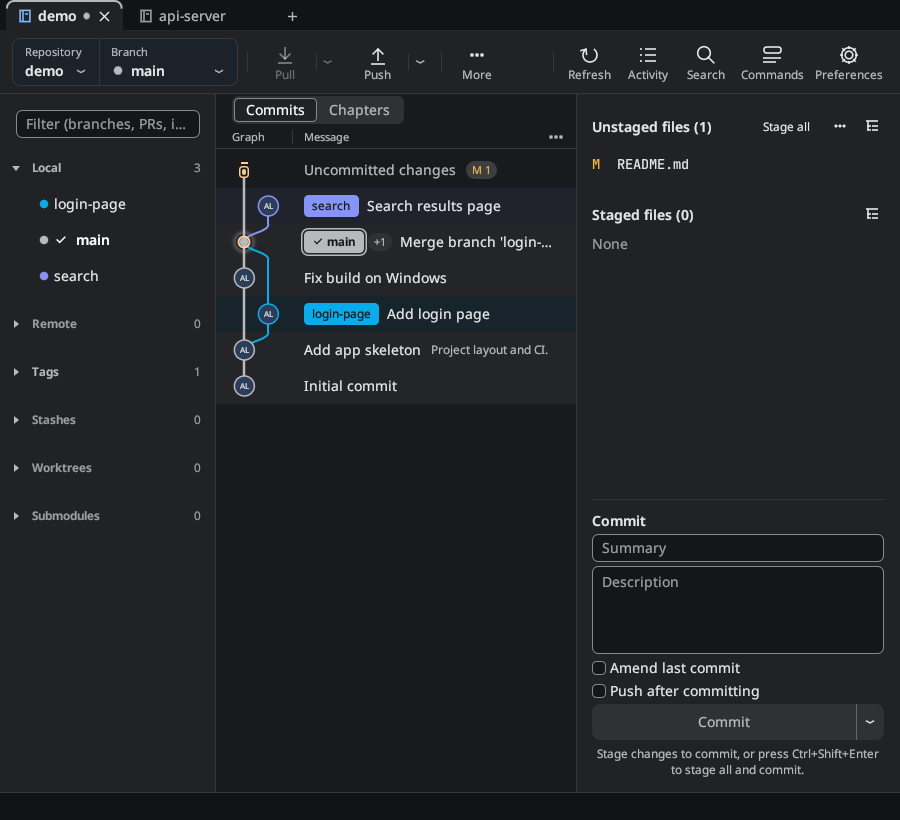 demo
api-server
Repository
demo
Branch
main
Pull
Push
More
Refresh
Activity
Search
Commands
Preferences
Filter (branches, PRs, i...
Local 3
login-page
main
search
Remote 0
Tags 1
Stashes 0
Worktrees 0
Submodules 0
Commits Chapters
Graph Message
Uncommitted changes M 1
AL search Search results page
main +1 Merge branch 'login-...
AL Fix build on Windows
AL login-page Add login page
AL Add app skeleton Project layout and CI.
AL Initial commit
Unstaged files (1) Stage all
M README.md
Staged files (0)
None
Commit
Summary
Description
Amend last commit
Push after committing
Commit
Stage changes to commit, or press Ctrl+Shift+Enter
to stage all and commit.